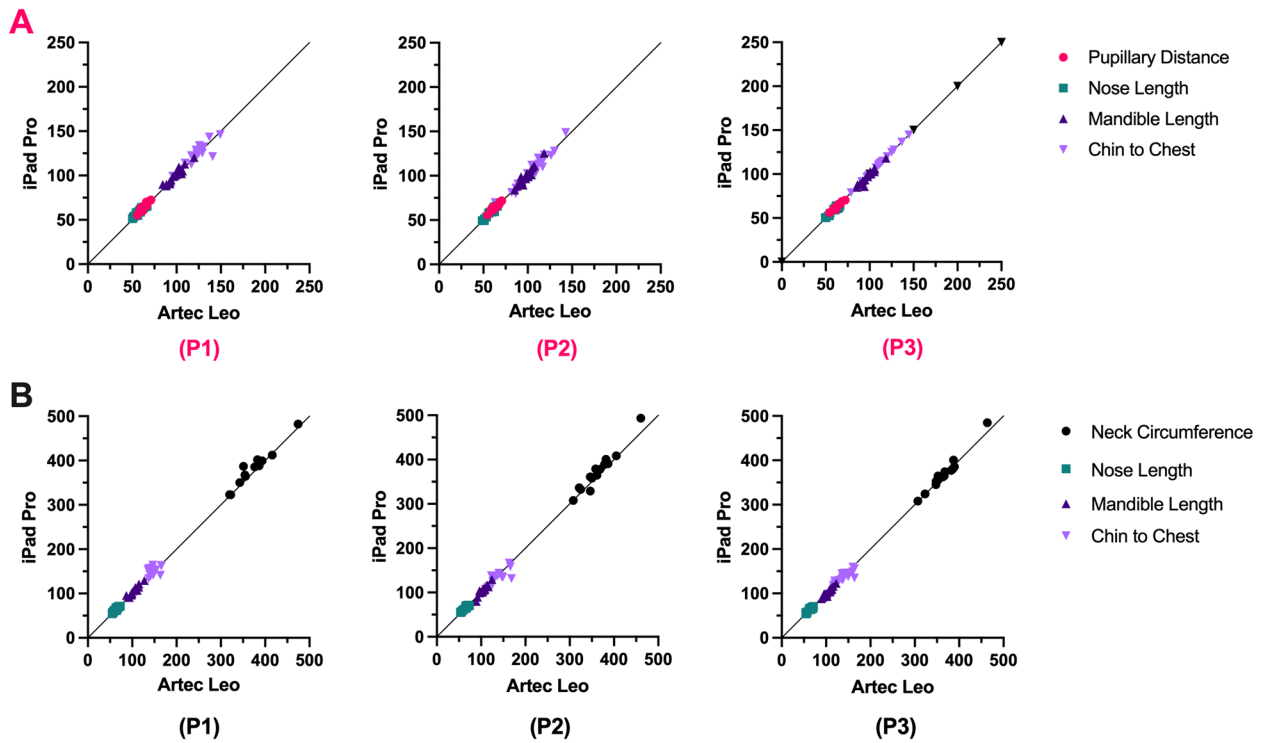 A
250
200
150
100
50
0
iPad Pro
0 50 100 150 200 250
Artec Leo
(P1)
250
200
150
100
50
0
iPad Pro
0 50 100 150 200 250
Artec Leo
(P2)
250
200
150
100
50
0
iPad Pro
0 50 100 150 200 250
Artec Leo
(P3)
Pupillary Distance
Nose Length
Mandible Length
Chin to Chest
B
500
400
300
200
100
0
iPad Pro
0 100 200 300 400 500
Artec Leo
(P1)
500
400
300
200
100
0
iPad Pro
0 100 200 300 400 500
Artec Leo
(P2)
500
400
300
200
100
0
iPad Pro
0 100 200 300 400 500
Artec Leo
(P3)
Neck Circumference
Nose Length
Mandible Length
Chin to Chest